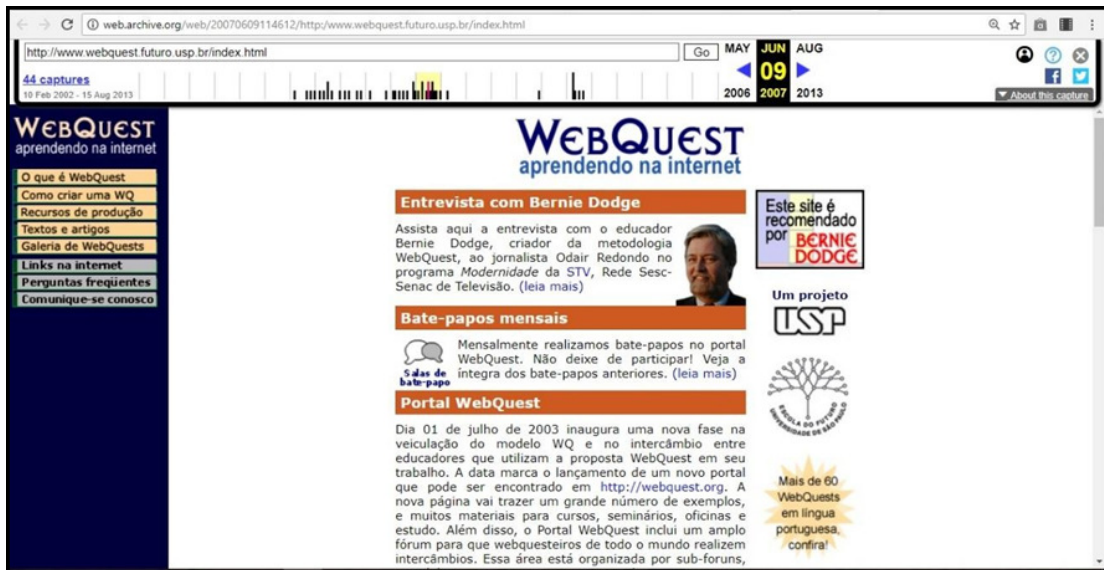 web.archive.org/web/20070609114612/http:/www.webquest.futuro.usp.br/index.html
http://www.webquest.futuro.usp.br/index.html
Go
MAY JUN AUG
09
2006 2007 2013
44 captures
10 Feb 2002 - 15 Aug 2013
About this capture
WEBQUEST
aprendendo na internet
O que é WebQuest
Como criar uma WQ
Recursos de produção
Textos e artigos
Galeria de WebQuests
Links na internet
Perguntas freqüentes
Comunique-se conosco
WEBQUEST
aprendendo na internet
Entrevista com Bernie Dodge
Assista aqui a entrevista com o educador
Bernie Dodge, criador da metodologia
WebQuest, ao jornalista Odair Redondo no
programa Modernidade da STV, Rede Sesc-
Senac de Televisão. (leia mais)
Bate-papos mensais
Salas de
bate-papo
Mensalmente realizamos bate-papos no portal
WebQuest. Não deixe de participar! Veja a
íntegra dos bate-papos anteriores. (leia mais)
Portal WebQuest
Dia 01 de julho de 2003 inaugura uma nova fase na
veiculação do modelo WQ e no intercâmbio entre
educadores que utilizam a proposta WebQuest em seu
trabalho. A data marca o lançamento de um novo portal
que pode ser encontrado em http://webquest.org. A
nova página vai trazer um grande número de exemplos,
e muitos materiais para cursos, seminários, oficinas e
estudo. Além disso, o Portal WebQuest inclui um amplo
fórum para que webquesteiros de todo o mundo realizem
intercâmbios. Essa área está organizada por sub-foruns,
Este site é
recomendado
por BERNIE
DODGE
Um projeto
USP
ESCOLA DO FUTURO
UNIVERSIDADE DE SÃO PAULO
Mais de 60
WebQuests
em língua
portuguesa,
confira!